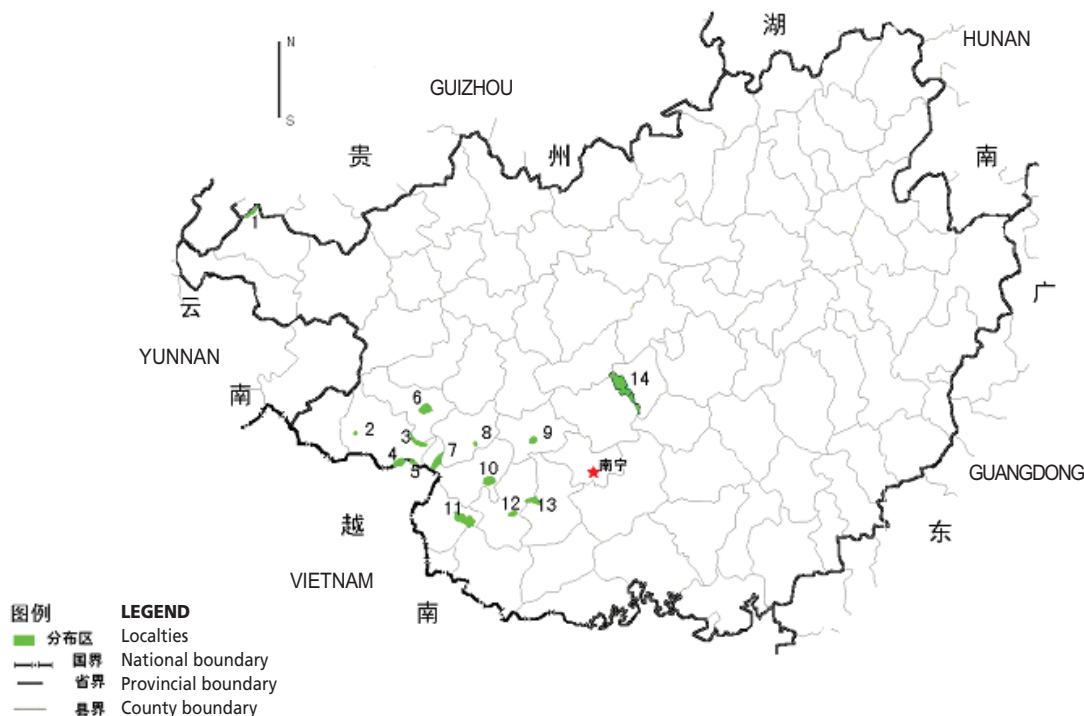 湖
HUNAN
N
GUIZHOU
S
贵
州
南
1
广
云
YUNNAN
14
南
6
2
3
8
9
7
4
南宁
5
10
GUANGDONG
11
12
13
越
东
VIETNAM
南
图例 LEGEND
分布区 Localties
国界 National boundary
省界 Provincial boundary
县界 County boundary